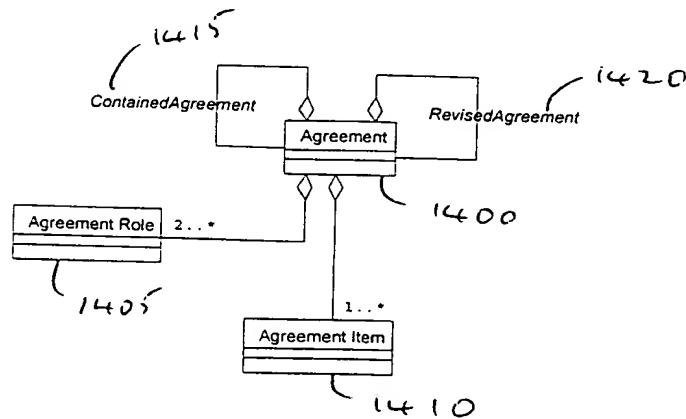 1415
ContainedAgreement
1420
RevisedAgreement
Agreement
1400
Agreement Role
2..*
1405
1..*
Agreement Item
1410